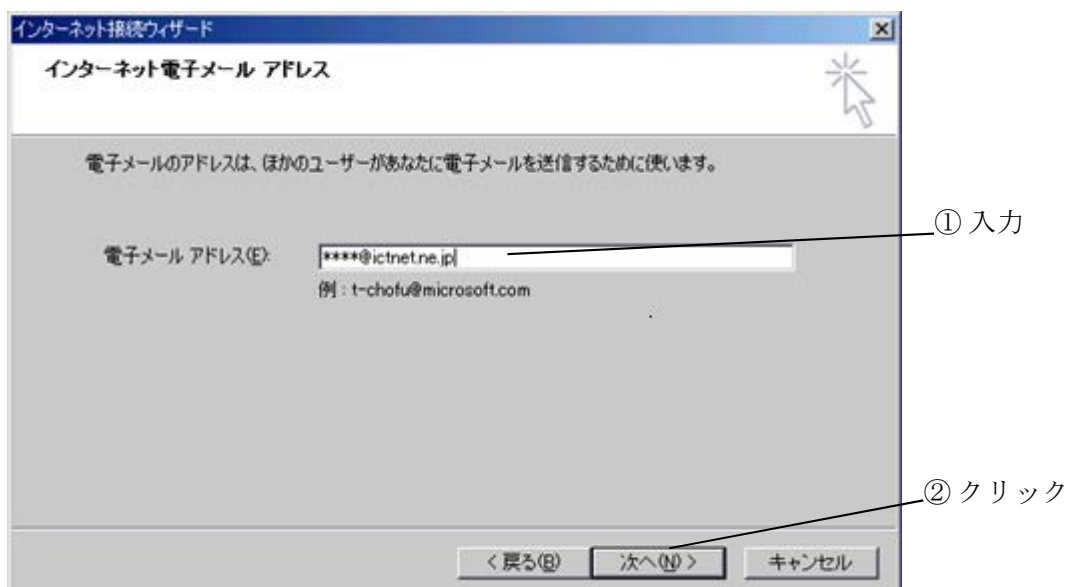 インターネット接続ウィザード
インターネット電子メール アドレス
電子メールのアドレスは、ほかのユーザーがあなたに電子メールを送信するために使います。
① 入力
電子メール アドレス(E): ****@ictnet.ne.jp
例 : t-chofu@microsoft.com
② クリック
< 戻る(B) 次へ(N) > キャンセル